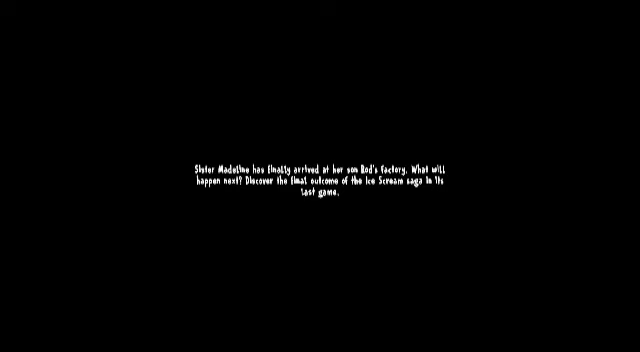 Sister Madeline has finally arrived at her son Rod's factory. What will
happen next? Discover the final outcome of the Ice Scream saga in its
last game.